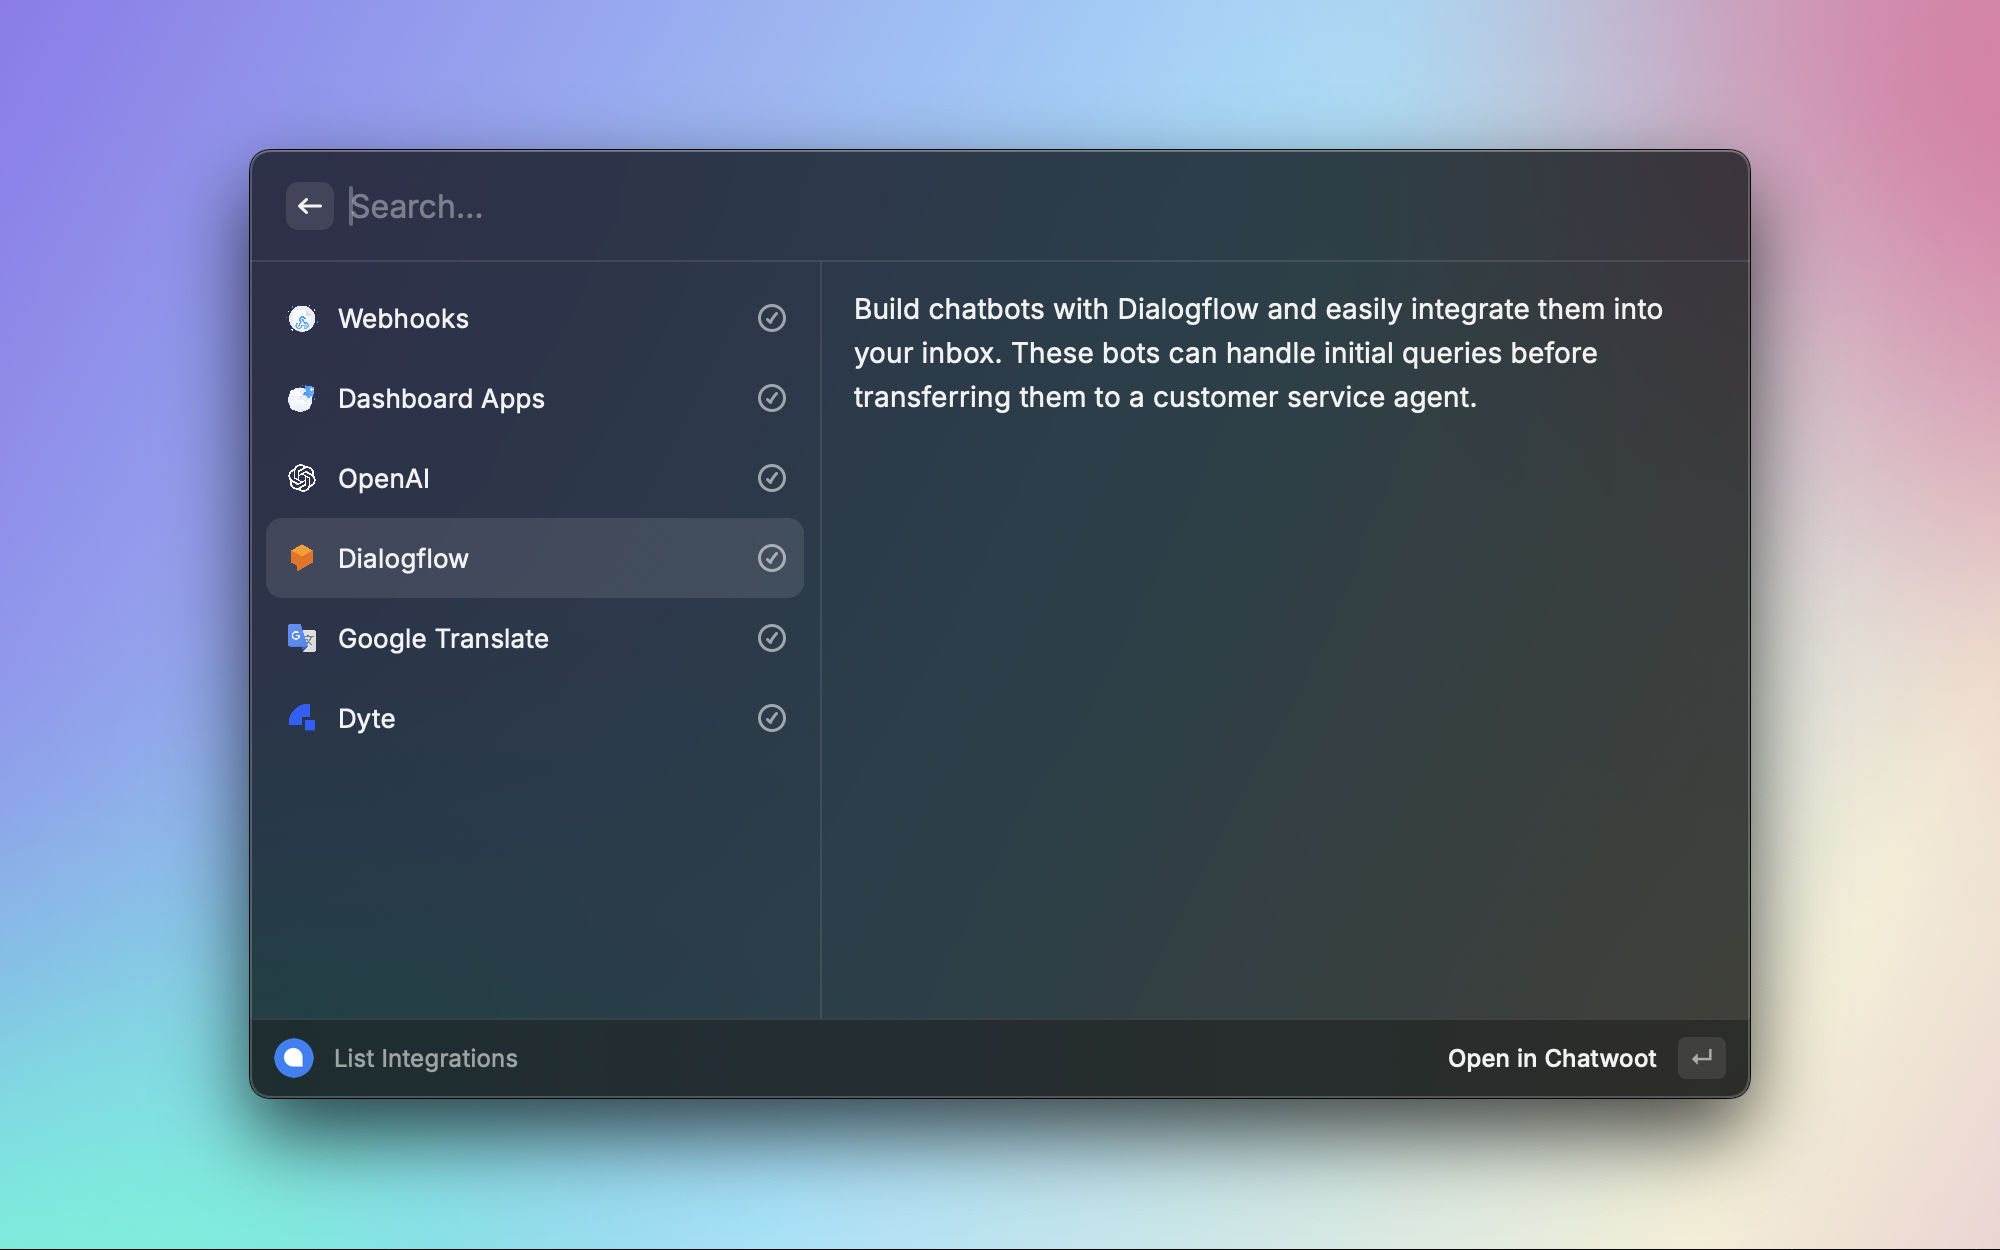 Search...
Webhooks
Dashboard Apps
OpenAI
Dialogflow
Google Translate
Dyte
Build chatbots with Dialogflow and easily integrate them into
your inbox. These bots can handle initial queries before
transferring them to a customer service agent.
List Integrations
Open in Chatwoot